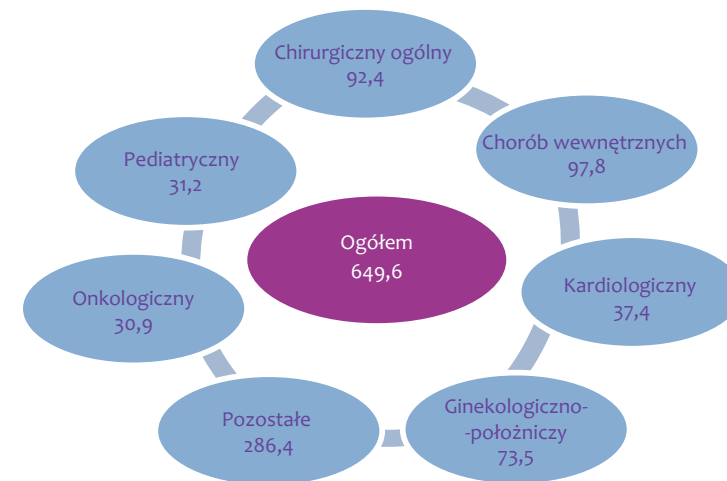 Chirurgiczny ogólny
92,4
Chorób wewnętrznych
97,8
Kardiologiczny
37,4
Ginekologiczno-
-położniczy
73,5
Pozostałe
286,4
Onkologiczny
30,9
Pediatryczny
31,2
Ogółem
649,6